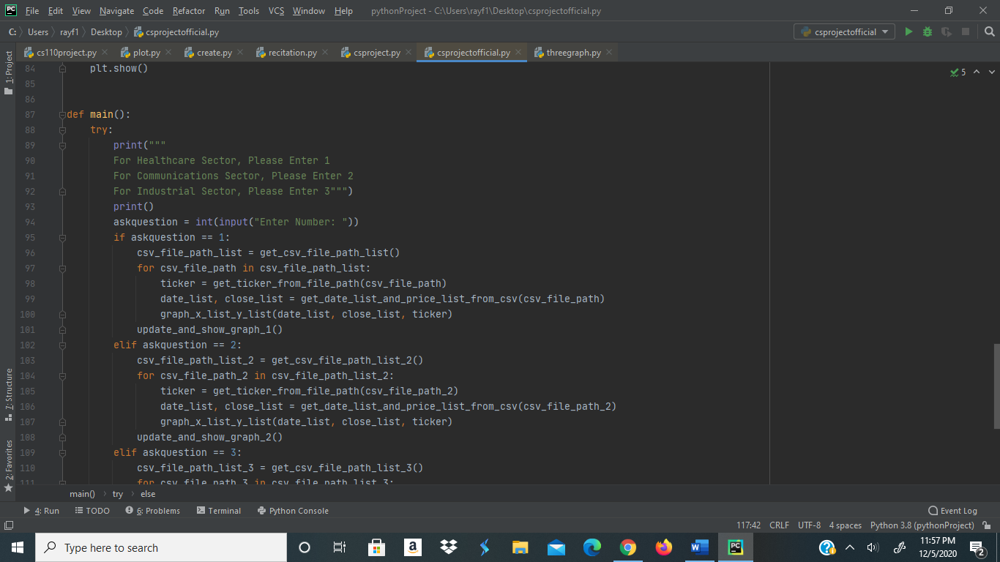 File Edit View Navigate Code Refactor Run Tools VCS Window Help pythonProject - C:\Users\rayf1\Desktop\csprojectofficial.py
C: Users rayf1 Desktop csprojectofficial.py csprojectofficial
cs110project.py plot.py create.py recitation.py csproject.py csprojectofficial.py threegraph.py
1: Project
7: Structure
2: Favorites
5
84     plt.show()
85
86
87 def main():
88     try:
89         print("""
90         For Healthcare Sector, Please Enter 1
91         For Communications Sector, Please Enter 2
92         For Industrial Sector, Please Enter 3""")
93         print()
94         askquestion = int(input("Enter Number: "))
95         if askquestion == 1:
96             csv_file_path_list = get_csv_file_path_list()
97             for csv_file_path in csv_file_path_list:
98                 ticker = get_ticker_from_file_path(csv_file_path)
99                 date_list, close_list = get_date_list_and_price_list_from_csv(csv_file_path)
100                 graph_x_list_y_list(date_list, close_list, ticker)
101             update_and_show_graph_1()
102         elif askquestion == 2:
103             csv_file_path_list_2 = get_csv_file_path_list_2()
104             for csv_file_path_2 in csv_file_path_list_2:
105                 ticker = get_ticker_from_file_path(csv_file_path_2)
106                 date_list, close_list = get_date_list_and_price_list_from_csv(csv_file_path_2)
107                 graph_x_list_y_list(date_list, close_list, ticker)
108             update_and_show_graph_2()
109         elif askquestion == 3:
110             csv_file_path_list_3 = get_csv_file_path_list_3()
111             for csv_file_path_3 in csv_file_path_list_3:
main() try else
4: Run TODO 6: Problems Terminal Python Console Event Log
117:42 CRLF UTF-8 4 spaces Python 3.8 (pythonProject)
Type here to search
11:57 PM
12/5/2020
2